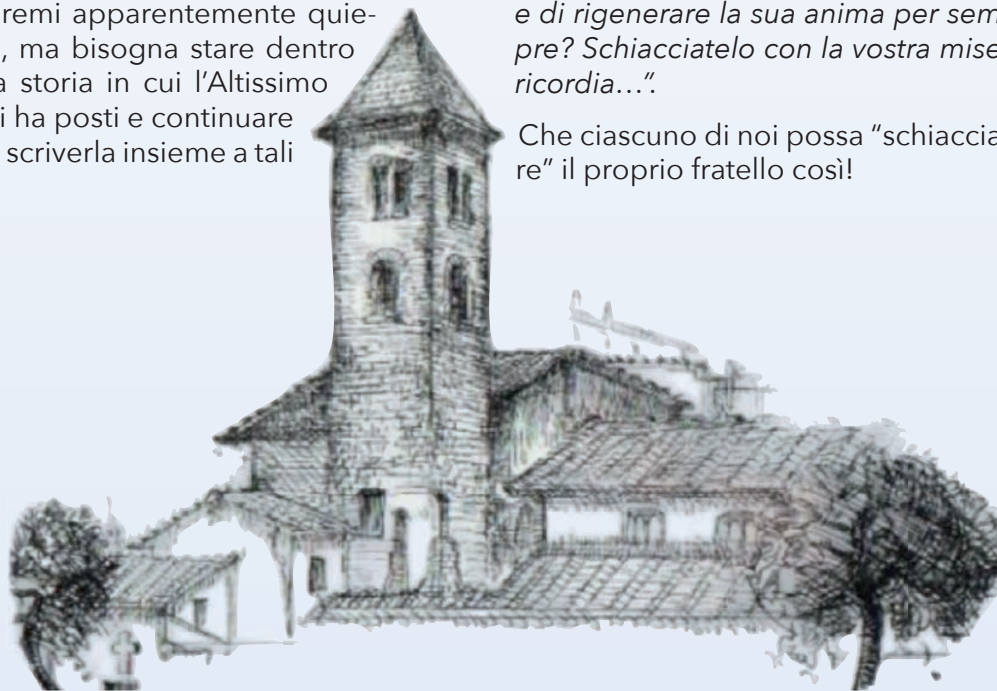 remi apparentemente quie-
, ma bisogna stare dentro
a storia in cui l’Altissimo
i ha posti e continuare
scriverla insieme a tali
e di rigenerare la sua anima per sem
pre? Schiacciatelo con la vostra mise
ricordia…”.
Che ciascuno di noi possa “schiaccia
re” il proprio fratello così!